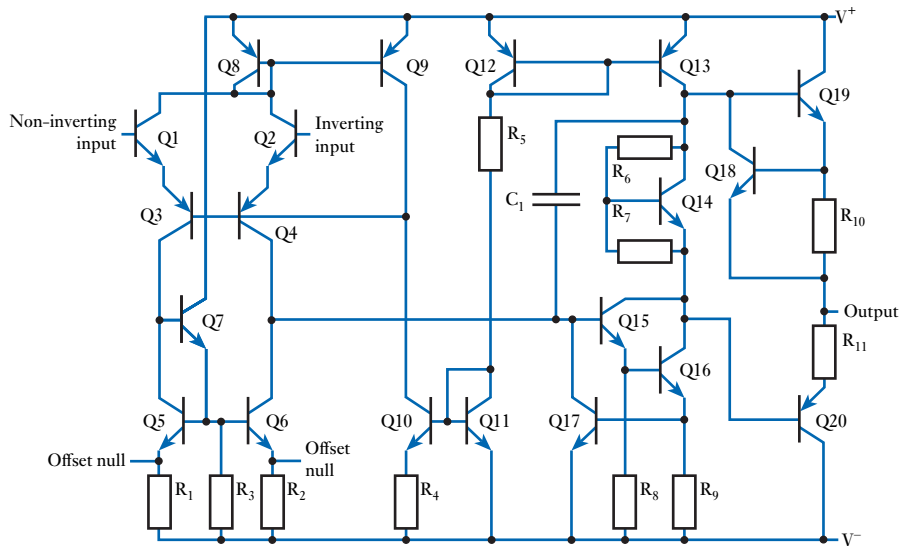 V+
Q8
Q9
Q12
Q13
Q19
Non-inverting
input
Q1
Q2
Inverting
input
R5
R6
Q18
Q3
Q4
C1
R7
Q14
R10
Q7
Q15
Output
R11
Q16
Q5
Q6
Q10
Q11
Q17
Q20
Offset null
Offset
null
R1
R3
R2
R4
R8
R9
V−